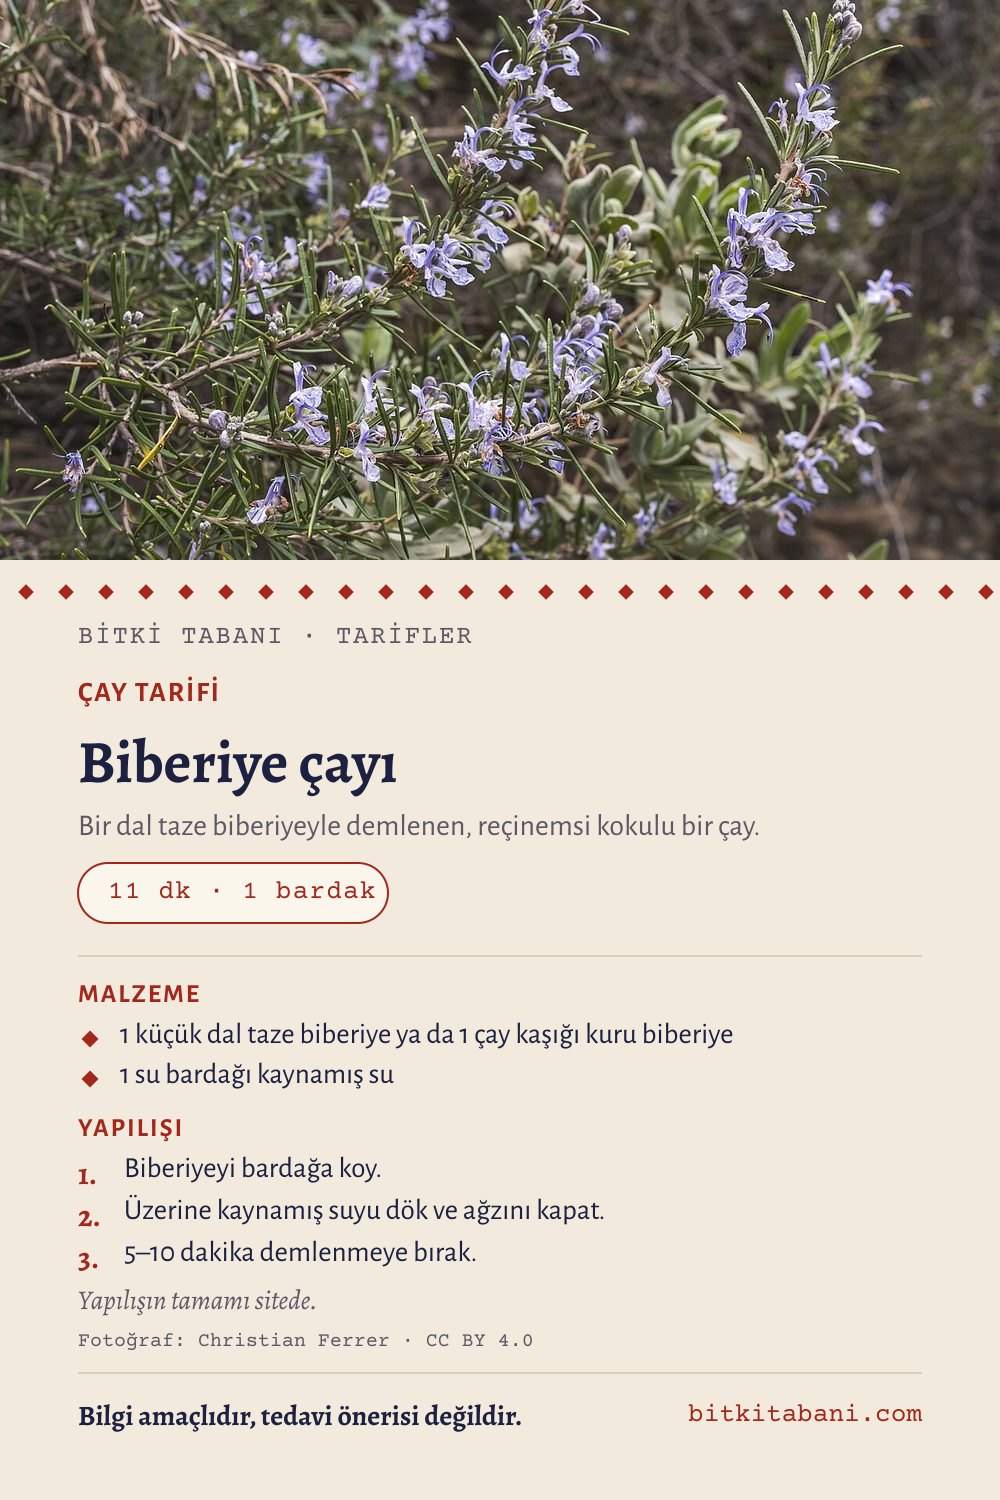 BİTKİ TABANI · TARİFLER
ÇAY TARİFİ
Biberiye çayı
Bir dal taze biberiyeyle demlenen, reçinemsi kokulu bir çay.
11 dk · 1 bardak
MALZEME
◆ 1 küçük dal taze biberiye ya da 1 çay kaşığı kuru biberiye
◆ 1 su bardağı kaynamış su
YAPILIŞI
1. Biberiyeyi bardağa koy.
2. Üzerine kaynamış suyu dök ve ağzını kapat.
3. 5–10 dakika demlenmeye bırak.
Yapılışın tamamı sitede.
Fotoğraf: Christian Ferrer · CC BY 4.0
Bilgi amaçlıdır, tedavi önerisi değildir.
bitkitabani.com